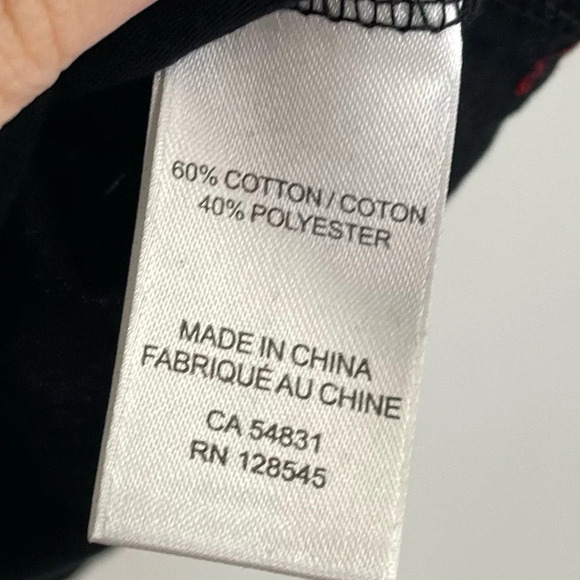 60% COTTON / COTON
40% POLYESTER
MADE IN CHINA
FABRIQUÉ AU CHINE
CA 54831
RN 128545